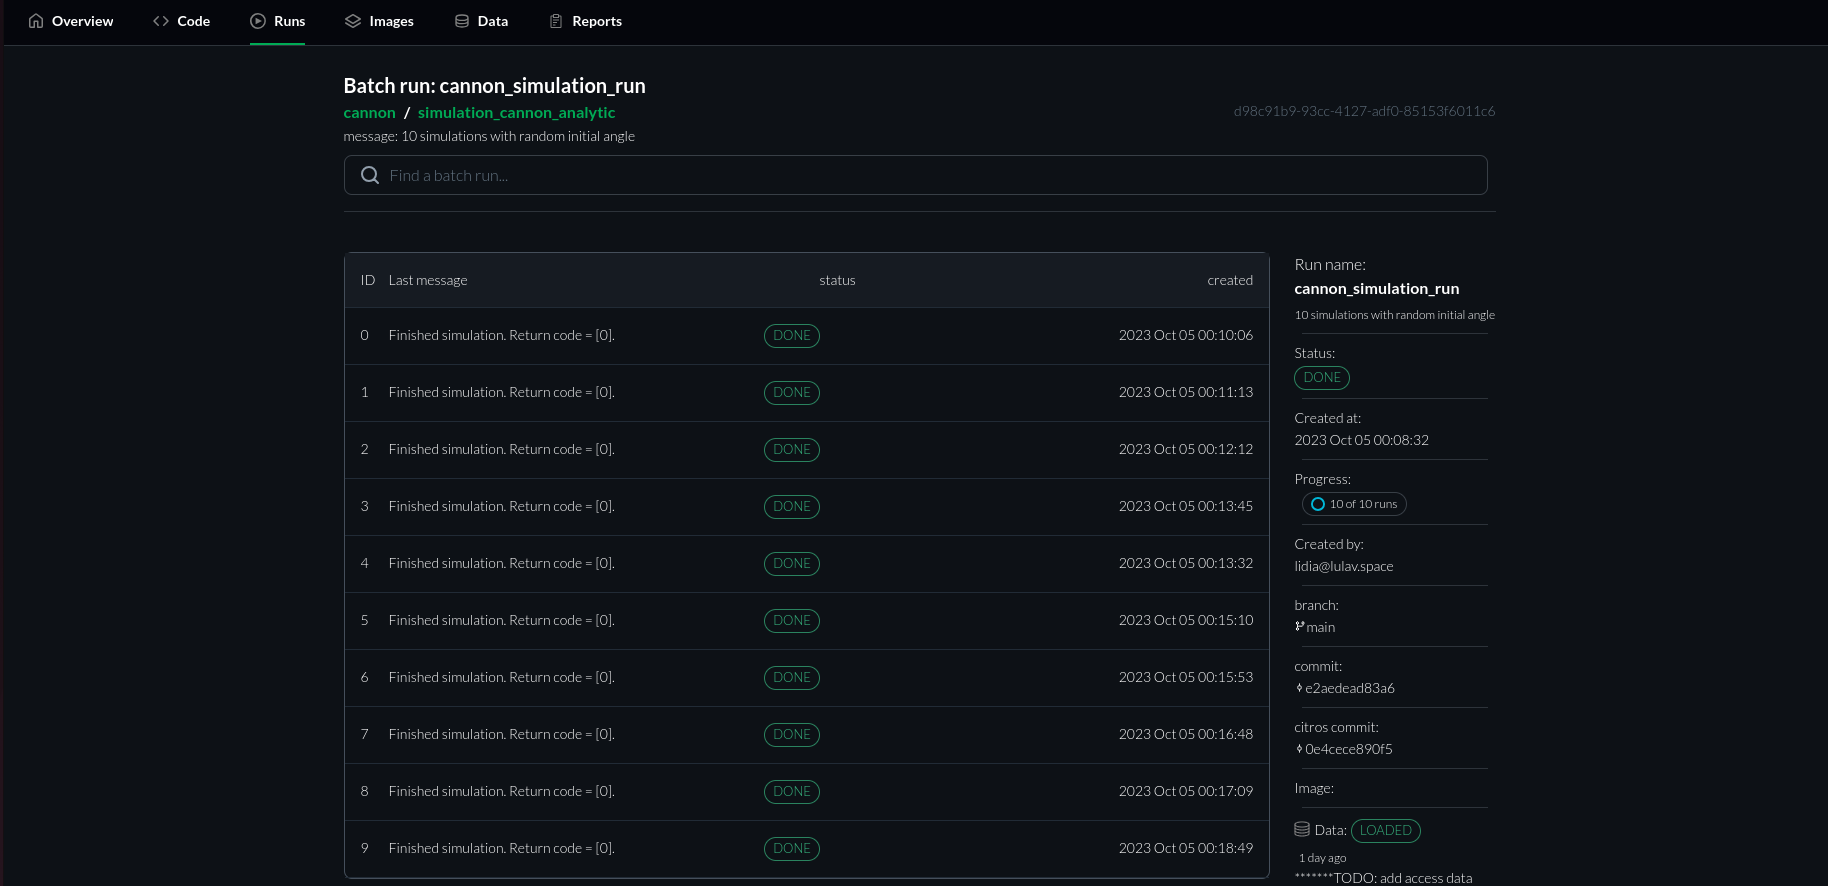 Overview Code Runs Images Data Reports
Batch run: cannon_simulation_run
cannon / simulation_cannon_analytic
d98c91b9-93cc-4127-adf0-85153f6011c6
message: 10 simulations with random initial angle
Find a batch run...
ID Last message status created
0 Finished simulation. Return code = [0]. DONE 2023 Oct 05 00:10:06
1 Finished simulation. Return code = [0]. DONE 2023 Oct 05 00:11:13
2 Finished simulation. Return code = [0]. DONE 2023 Oct 05 00:12:12
3 Finished simulation. Return code = [0]. DONE 2023 Oct 05 00:13:45
4 Finished simulation. Return code = [0]. DONE 2023 Oct 05 00:13:32
5 Finished simulation. Return code = [0]. DONE 2023 Oct 05 00:15:10
6 Finished simulation. Return code = [0]. DONE 2023 Oct 05 00:15:53
7 Finished simulation. Return code = [0]. DONE 2023 Oct 05 00:16:48
8 Finished simulation. Return code = [0]. DONE 2023 Oct 05 00:17:09
9 Finished simulation. Return code = [0]. DONE 2023 Oct 05 00:18:49
Run name:
cannon_simulation_run
10 simulations with random initial angle
Status:
DONE
Created at:
2023 Oct 05 00:08:32
Progress:
10 of 10 runs
Created by:
lidia@lulav.space
branch:
main
commit:
e2aedead83a6
citros commit:
0e4cece890f5
Image:
Data: LOADED
1 day ago
*******TODO: add access data